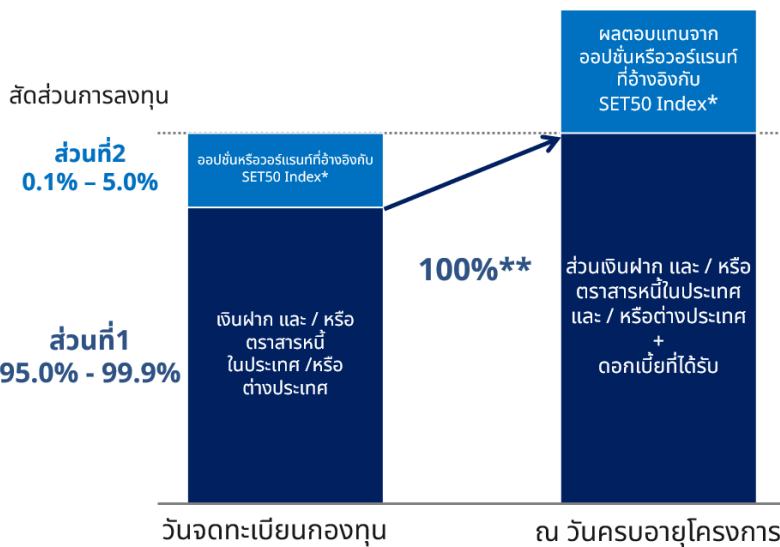 สัดส่วนการลงทุน
ส่วนที่2
0.1% – 5.0%
ส่วนที่1
95.0% - 99.9%
ออปชั่นหรือวอร์แรนท์ที่อ้างอิงกับ
SET50 Index*
เงินฝาก และ / หรือ
ตราสารหนี้
ในประเทศ /หรือ
ต่างประเทศ
100%**
ผลตอบแทนจาก
ออปชั่นหรือวอร์แรนท์
ที่อ้างอิงกับ
SET50 Index*
ส่วนเงินฝาก และ / หรือ
ตราสารหนี้ในประเทศ
และ / หรือต่างประเทศ
+
ดอกเบี้ยที่ได้รับ
วันจดทะเบียนกองทุน
ณ วันครบอายุโครงการ